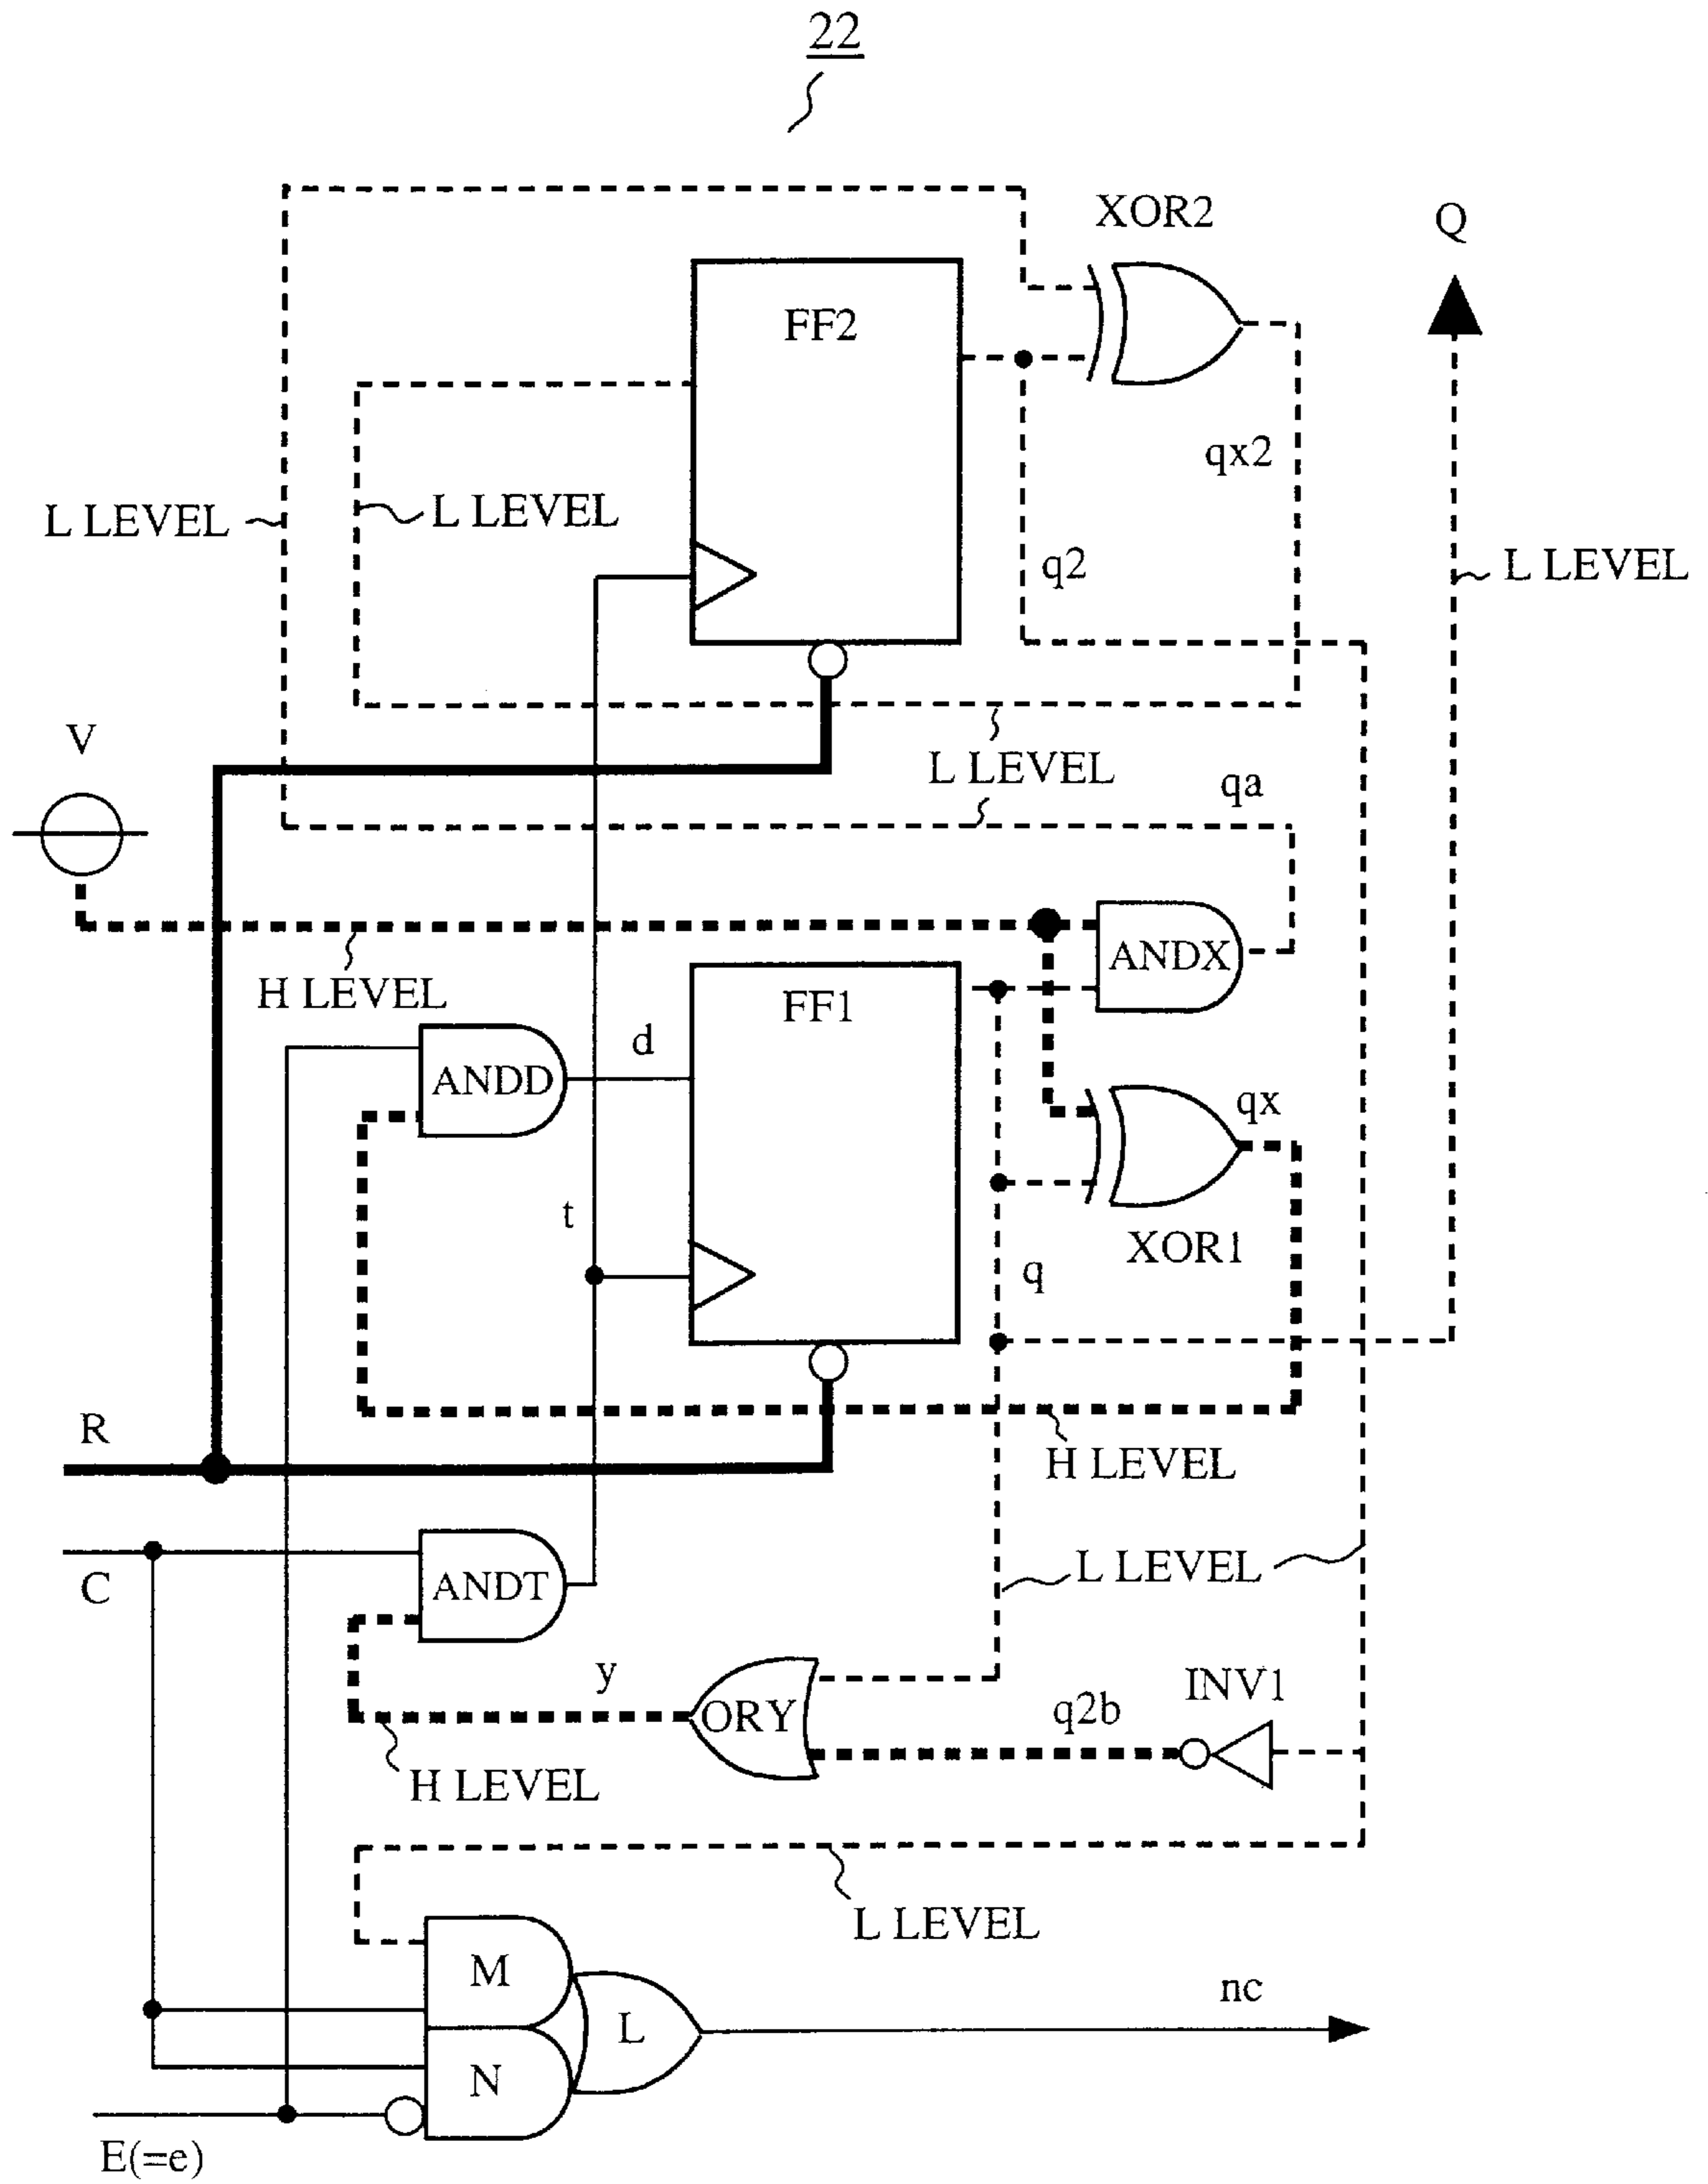 22
XOR2
Q
FF2
qx2
L LEVEL
L LEVEL
q2
L LEVEL
V
L LEVEL
qa
ANDX
H LEVEL
FF1
d
ANDD
qx
t
XOR1
q
R
H LEVEL
C
ANDT
L LEVEL
y
INV1
ORY
q2b
H LEVEL
L LEVEL
M
nc
L
N
E(=e)